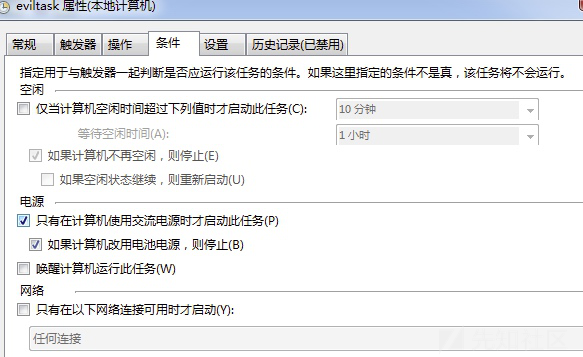 eviltask 属性(本地计算机)
常规 触发器 操作 条件 设置 历史记录(已禁用)
指定用于与触发器一起判断是否应运行该任务的条件。如果这里指定的条件不是真，该任务将不会运行。
空闲
仅当计算机空闲时间超过下列值时才启动此任务(C): 10 分钟
等待空闲时间(A): 1 小时
如果计算机不再空闲，则停止(E)
如果空闲状态继续，则重新启动(U)
电源
只有在计算机使用交流电源时才启动此任务(P)
如果计算机改用电池电源，则停止(B)
唤醒计算机运行此任务(W)
网络
只有在以下网络连接可用时才启动(Y):
任何连接
先知社区